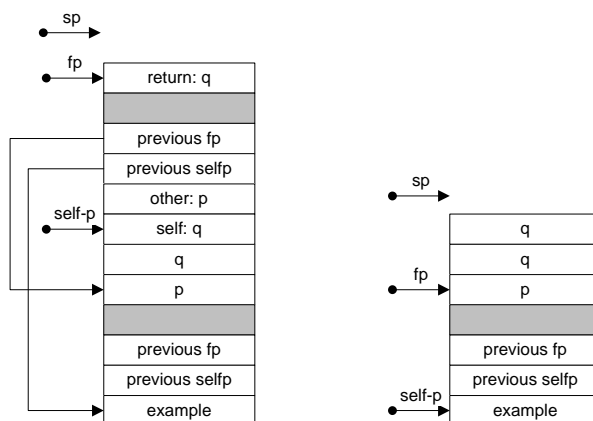 sp
fp
return: q
previous fp
previous selfp
other: p
self-p
self: q
q
p
previous fp
previous selfp
example
sp
q
q
fp
p
previous fp
previous selfp
self-p
example